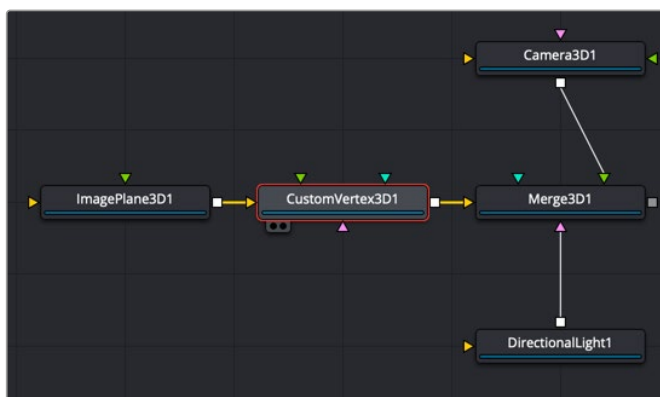 Camera3D1
ImagePlane3D1
CustomVertex3D1
Merge3D1
DirectionalLight1